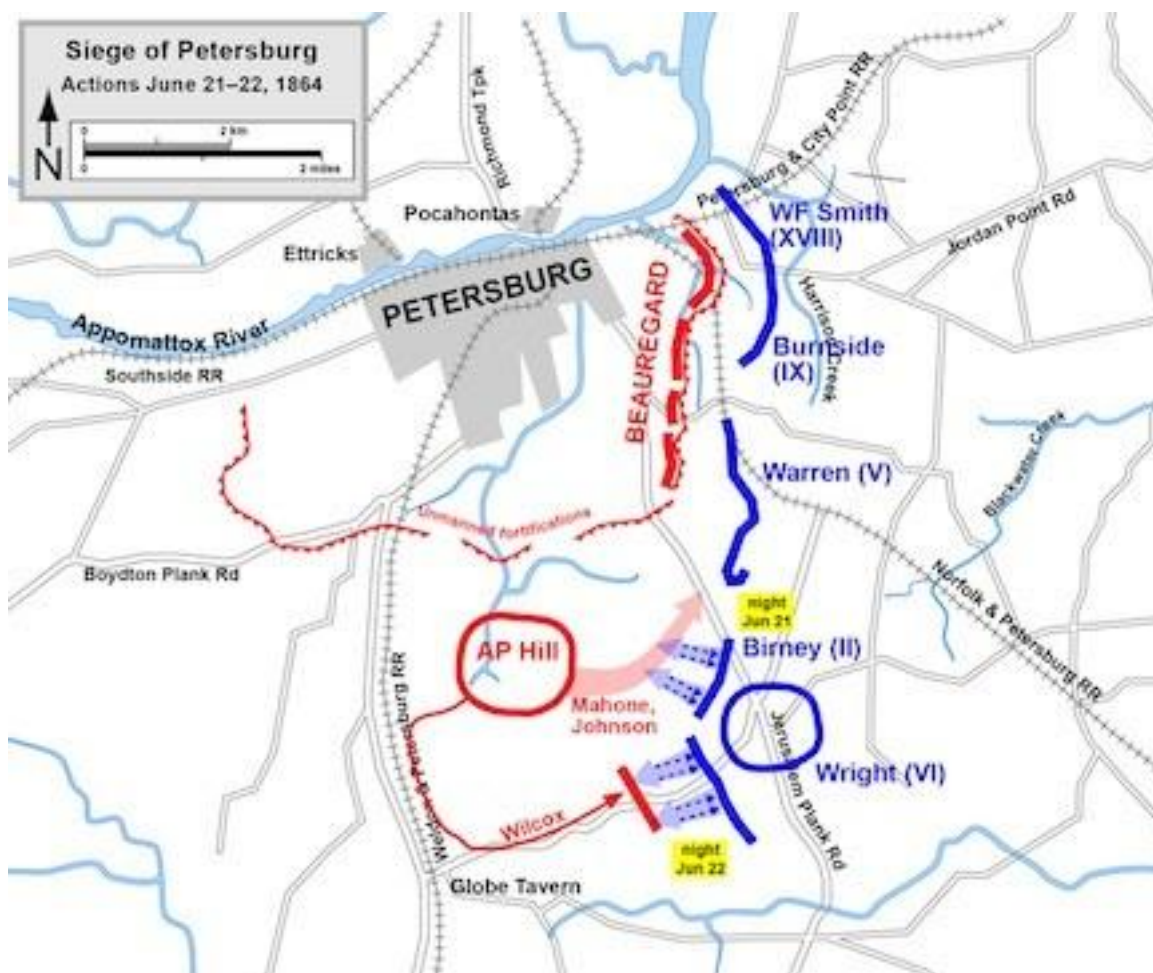 Siege of Petersburg
Actions June 21–22, 1864
0
2 km
N
0
2 miles
Richmond Tpk
Petersburg & City Point RR
Pocahontas
WF Smith
(XVIII)
Jordan Point Rd
Ettricks
PETERSBURG
Appomattox River
Harrison Creek
Southside RR
BEAUREGARD
Burnside
(IX)
Warren (V)
Blackwater Creek
Unmanned fortifications
Boydton Plank Rd
Norfolk & Petersburg RR
night
Jun 21
AP Hill
Birney (II)
Mahone,
Johnson
Weldon & Petersburg RR
Jerusalem Plank Rd
Wright (VI)
Wilcox
night
Jun 22
Globe Tavern